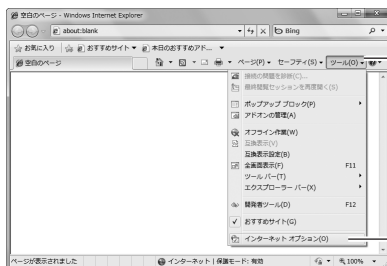 空白のページ - Windows Internet Explorer
about:blank
Bing
お気に入り
おすすめサイト ▼
本日のおすすめアド... ▼
空白のページ
ページ(P) ▼ セーフティ(S) ▼ ツール(O) ▼
接続の問題を診断(C)...
最終閲覧セッションを再度開く(S)
ポップアップ ブロック(P)
アドオンの管理(A)
オフライン作業(W)
互換表示(V)
互換表示設定(B)
全画面表示(F) F11
ツール バー(T)
エクスプローラー バー(X)
開発者ツール(D) F12
おすすめサイト(G)
インターネット オプション(O)
ページが表示されました
インターネット | 保護モード: 有効
100%